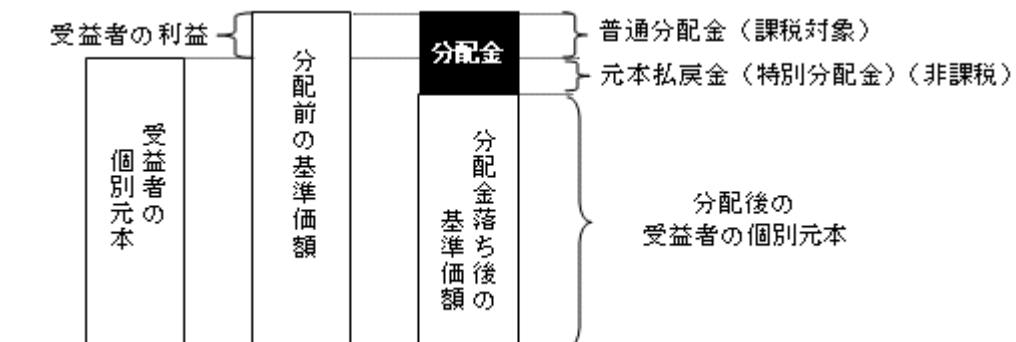 受益者の利益
普通分配金（課税対象）
分配金
元本払戻金（特別分配金）（非課税）
受益者の
個別元本
分配前の基準価額
分配金落ち後の
基準価額
分配後の
受益者の個別元本